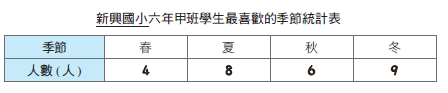 新興國小六年甲班學生最喜歡的季節統計表
季節 春 夏 秋 冬
人數(人) 4 8 6 9